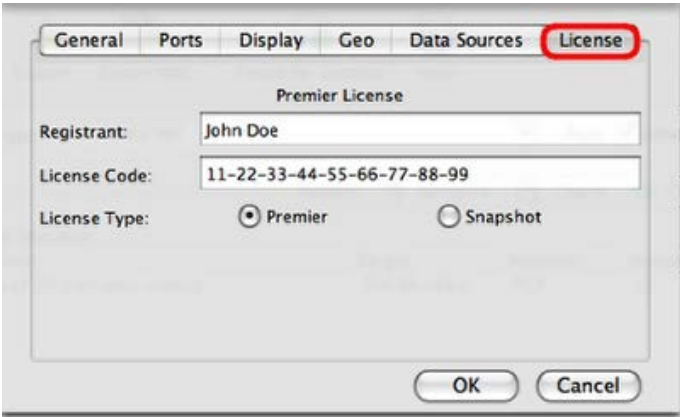 General Ports Display Geo Data Sources License
Premier License
Registrant: John Doe
License Code: 11-22-33-44-55-66-77-88-99
License Type: Premier Snapshot
OK Cancel